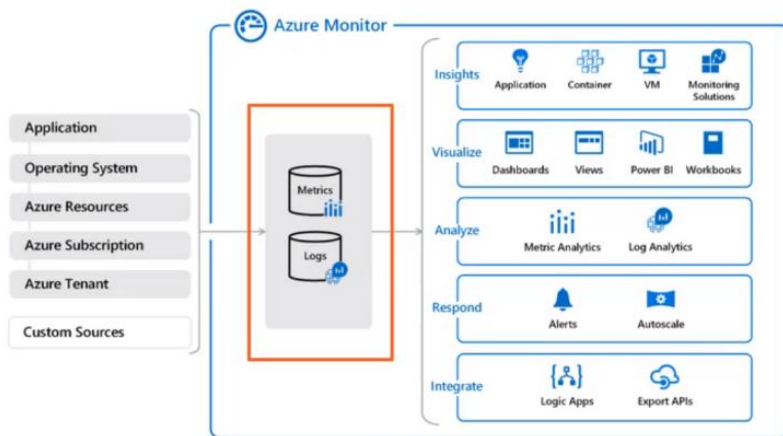 Azure Monitor
Application
Operating System
Azure Resources
Azure Subscription
Azure Tenant
Custom Sources
Metrics
Logs
Insights
Application
Container
VM
Monitoring
Solutions
Visualize
Dashboards
Views
Power BI
Workbooks
Analyze
Metric Analytics
Log Analytics
Respond
Alerts
Autoscale
Integrate
Logic Apps
Export APIs